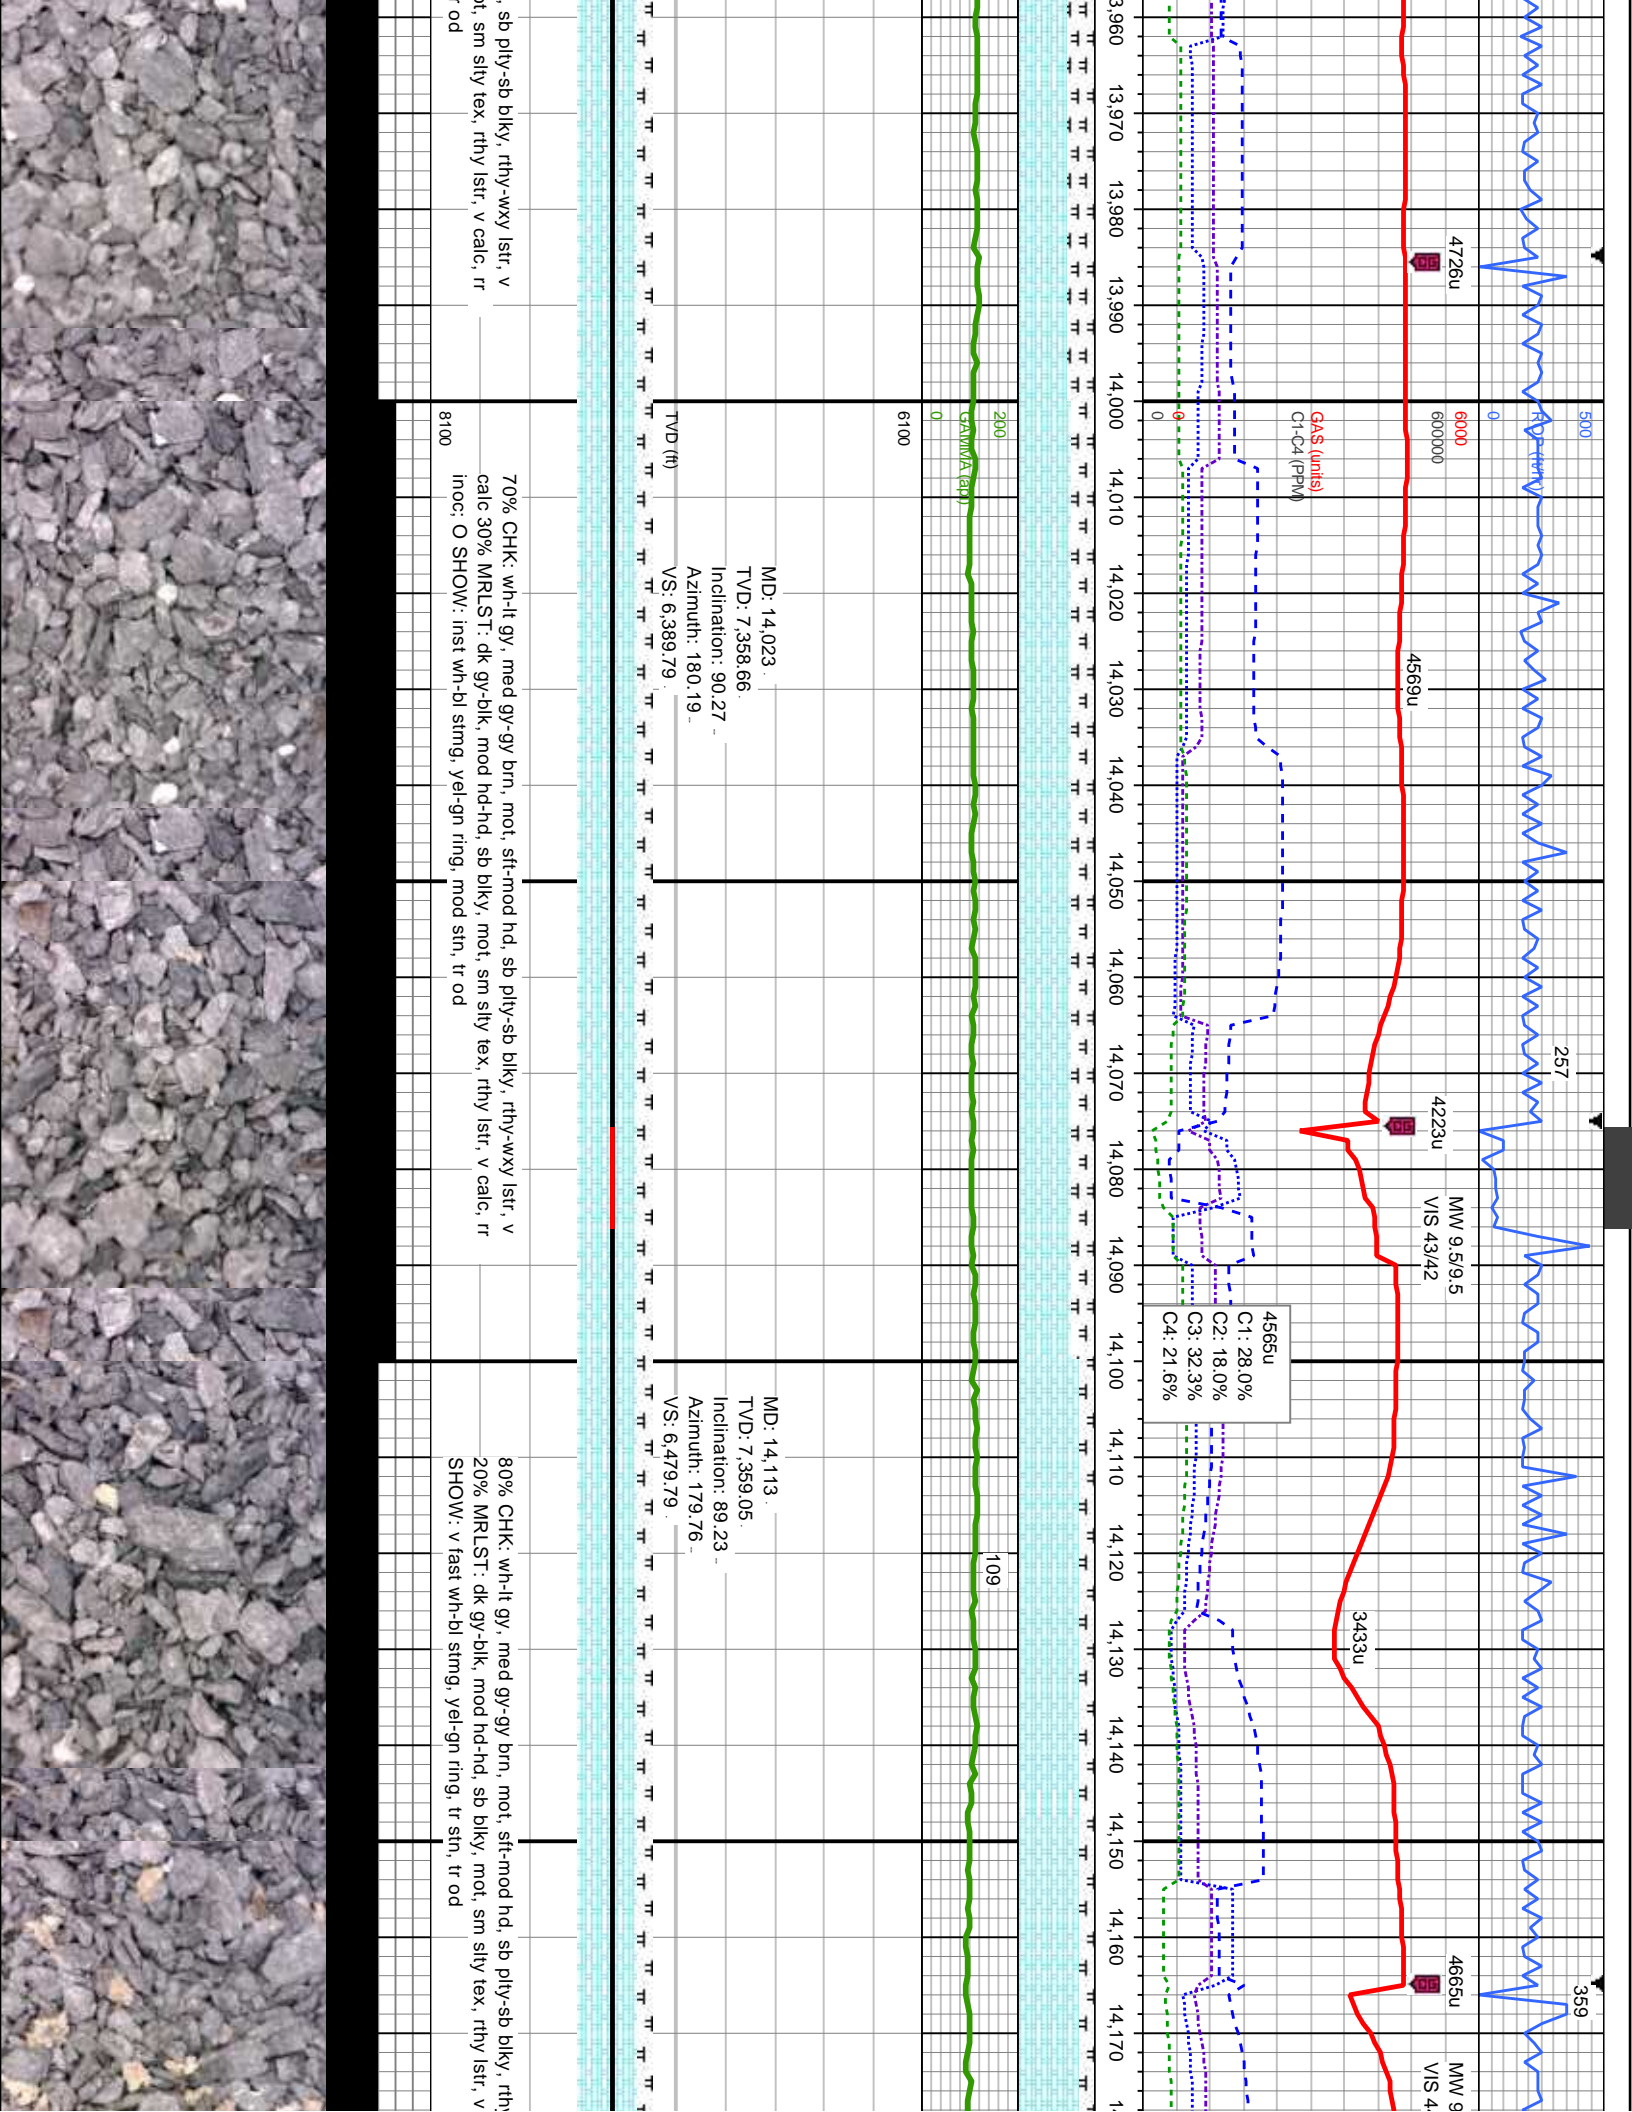 500
ROP (ft/hr)
0
257
359
6000
600000
GAS (units)
C1-C4 (PPM)
0
0
4726u
4569u
4223u
MW 9.5/9.5
VIS 43/42
4565u
C1: 28.0%
C2: 18.0%
C3: 32.3%
C4: 21.6%
3433u
4665u
MW 9
VIS 4
3,960
13,970
13,980
13,990
14,000
14,010
14,020
14,030
14,040
14,050
14,060
14,070
14,080
14,090
14,100
14,110
14,120
14,130
14,140
14,150
14,160
14,170
200
GAMMA (api)
0
109
6100
TVD (ft)
8100
MD: 14,023
TVD: 7,358.66
Inclination: 90.27
Azimuth: 180.19
VS: 6,389.79
MD: 14,113
TVD: 7,359.05
Inclination: 89.23
Azimuth: 179.76
VS: 6,479.79
, sb plty-sb blky, rthy-wxy lstr, v
ot, sm slty tex, rthy lstr, v calc, rr
r od
70% CHK: wh-lt gy, med gy-gy brn, mot, sft-mod hd, sb plty-sb blky, rthy-wxy lstr, v
calc 30% MRLST: dk gy-blk, mod hd-hd, sb blky, mot, sm slty tex, rthy lstr, v calc, rr
inoc; O SHOW: inst wh-bl stmg, yel-gn ring, mod stn, tr od
80% CHK: wh-lt gy, med gy-gy brn, mot, sft-mod hd, sb plty-sb blky, rthy
20% MRLST: dk gy-blk, mod hd-hd, sb blky, mot, sm slty tex, rthy lstr, v
SHOW: v fast wh-bl stmg, yel-gn ring, tr stn, tr od